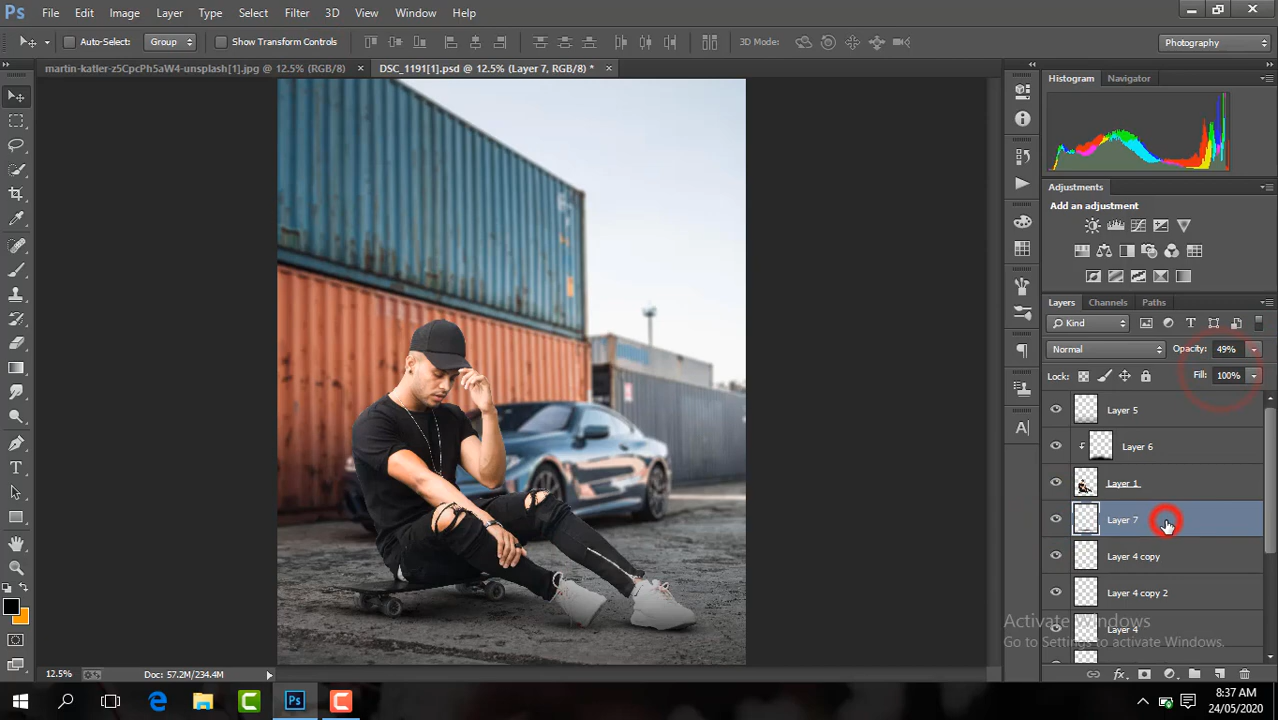 Ps File Edit Image Layer Type Select Filter 3D View Window Help
Auto-Select: Group Show Transform Controls 3D Mode: Photography
martin-katler-z5CpcPhSaW4-unsplash[1].jpg @ 12.5% (RGB/8) × DSC_1191[1].psd @ 12.5% (Layer 7, RGB/8) * ×
Histogram Navigator
Adjustments
Add an adjustment
Layers Channels Paths
Kind
Normal Opacity: 49%
Lock: Fill: 100%
Layer 5
Layer 6
Layer 1
Layer 7
Layer 4 copy
Layer 4 copy 2
Layer 4
Activate Windows
Go to Settings to activate Windows.
12.5% Doc: 57.2M/234.4M
8:37 AM
24/05/2020